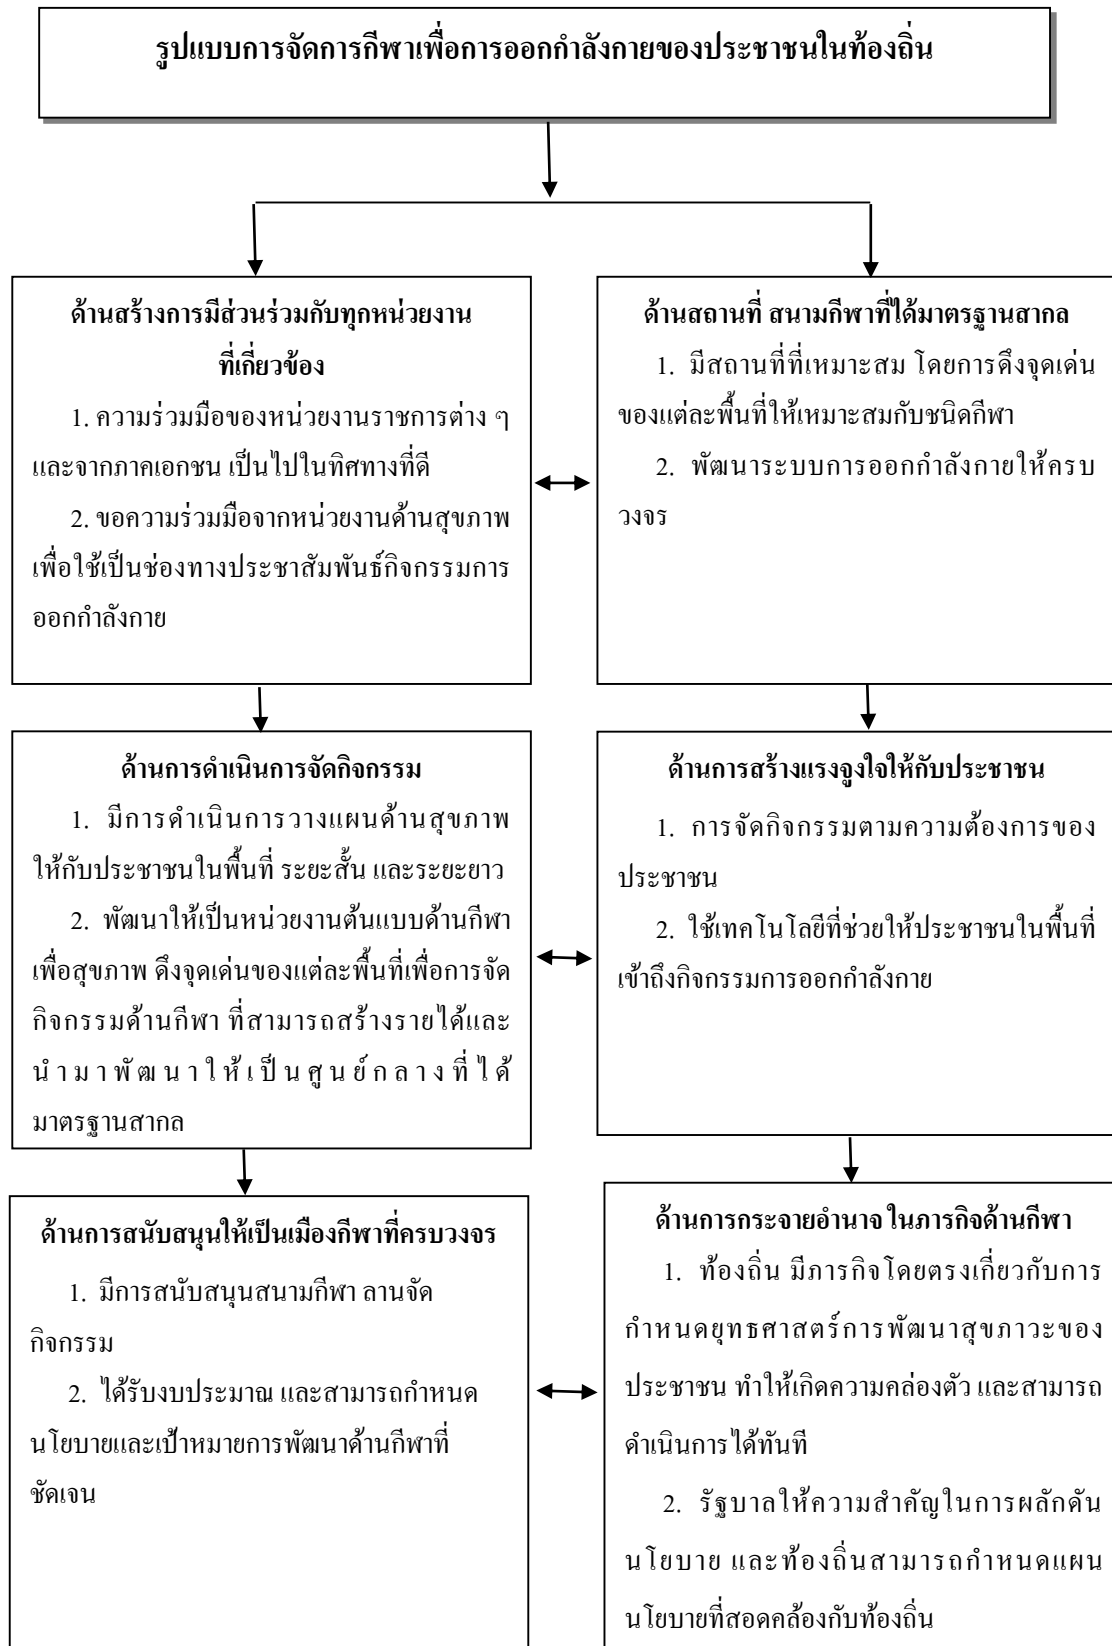 รูปแบบการจัดการกีฬาเพื่อการออกกำลังกายของประชาชนในท้องถิ่น
ด้านสร้างการมีส่วนร่วมกับทุกหน่วยงาน
ที่เกี่ยวข้อง
1. ความร่วมมือของหน่วยงานราชการต่าง ๆ
และจากภาคเอกชน เป็นไปในทิศทางที่ดี
2. ขอความร่วมมือจากหน่วยงานด้านสุขภาพ
เพื่อใช้เป็นช่องทางประชาสัมพันธ์กิจกรรมการ
ออกกำลังกาย
ด้านสถานที่ สนามกีฬาที่ได้มาตรฐานสากล
1. มีสถานที่ที่เหมาะสม โดยการดึงจุดเด่น
ของแต่ละพื้นที่ให้เหมาะสมกับชนิดกีฬา
2. พัฒนาระบบการออกกำลังกายให้ครบ
วงจร
ด้านการดำเนินการจัดกิจกรรม
1. มีการดำเนินการวางแผนด้านสุขภาพ
ให้กับประชาชนในพื้นที่ ระยะสั้น และระยะยาว
2. พัฒนาให้เป็นหน่วยงานต้นแบบด้านกีฬา
เพื่อสุขภาพ ดึงจุดเด่นของแต่ละพื้นที่เพื่อการจัด
กิจกรรมด้านกีฬา ที่สามารถสร้างรายได้และ
นำมาพัฒนาให้เป็นศูนย์กลางที่ได้
มาตรฐานสากล
ด้านการสร้างแรงจูงใจให้กับประชาชน
1. การจัดกิจกรรมตามความต้องการของ
ประชาชน
2. ใช้เทคโนโลยีที่ช่วยให้ประชาชนในพื้นที่
เข้าถึงกิจกรรมการออกกำลังกาย
ด้านการสนับสนุนให้เป็นเมืองกีฬาที่ครบวงจร
1. มีการสนับสนุนสนามกีฬา ลานจัด
กิจกรรม
2. ได้รับงบประมาณ และสามารถกำหนด
นโยบายและเป้าหมายการพัฒนาด้านกีฬาที่
ชัดเจน
ด้านการกระจายอำนาจ ในภารกิจด้านกีฬา
1. ท้องถิ่น มีภารกิจโดยตรงเกี่ยวกับการ
กำหนดยุทธศาสตร์การพัฒนาสุขภาวะของ
ประชาชน ทำให้เกิดความคล่องตัว และสามารถ
ดำเนินการได้ทันที
2. รัฐบาลให้ความสำคัญในการผลักดัน
นโยบาย และท้องถิ่นสามารถกำหนดแผน
นโยบายที่สอดคล้องกับท้องถิ่น